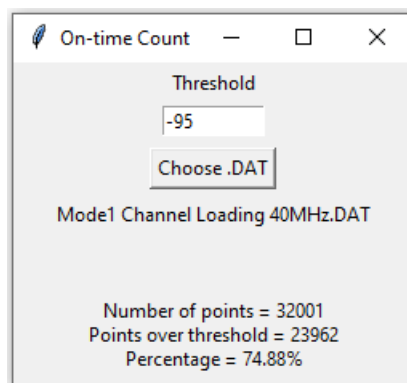 On-time Count
Threshold
-95
Choose .DAT
Mode1 Channel Loading 40MHz.DAT
Number of points = 32001
Points over threshold = 23962
Percentage = 74.88%